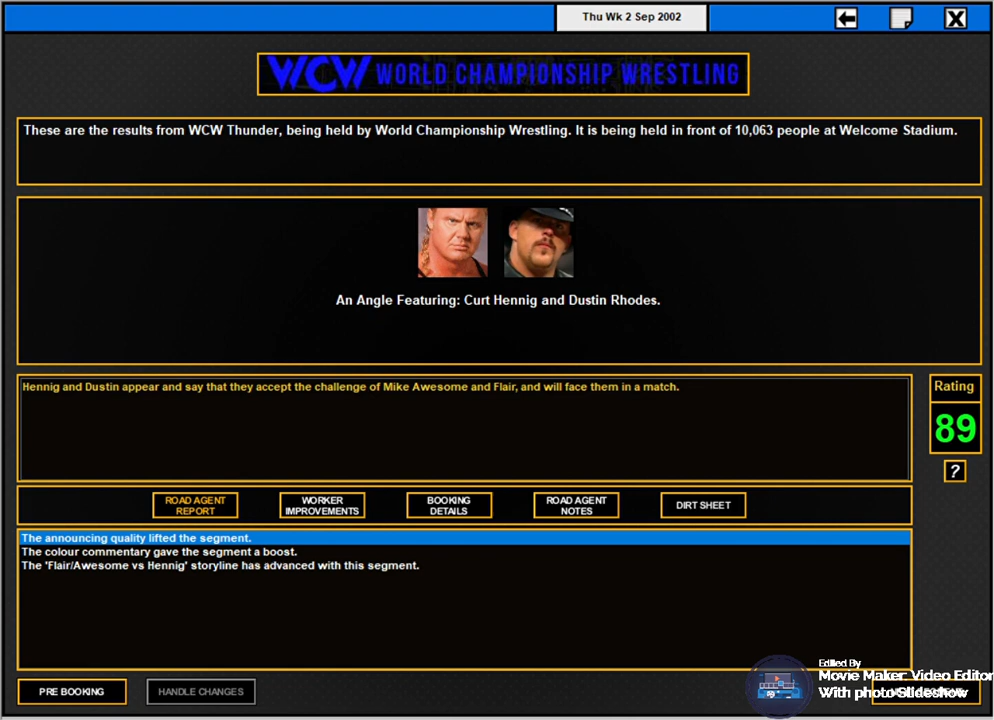 Thu Wk 2 Sep 2002
WCW WORLD CHAMPIONSHIP WRESTLING
These are the results from WCW Thunder, being held by World Championship Wrestling. It is being held in front of 10,063 people at Welcome Stadium.
An Angle Featuring: Curt Hennig and Dustin Rhodes.
Hennig and Dustin appear and say that they accept the challenge of Mike Awesome and Flair, and will face them in a match.
Rating
89
?
ROAD AGENT
REPORT
WORKER
IMPROVEMENTS
BOOKING
DETAILS
ROAD AGENT
NOTES
DIRT SHEET
The announcing quality lifted the segment.
The colour commentary gave the segment a boost.
The 'Flair/Awesome vs Hennig' storyline has advanced with this segment.
PRE BOOKING
HANDLE CHANGES
Edited By
Movie Maker: Video Editor
With photo Slideshow